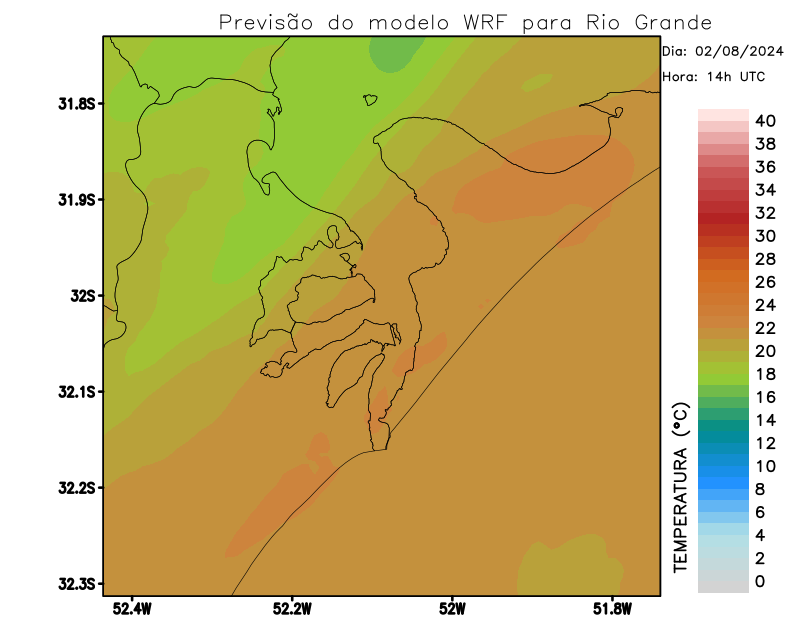 Previsão do modelo WRF para Rio Grande
Dia: 02/08/2024
Hora: 14h UTC
31.8S
31.9S
32S
32.1S
32.2S
32.3S
52.4W
52.2W
52W
51.8W
TEMPERATURA (°C)
40
38
36
34
32
30
28
26
24
22
20
18
16
14
12
10
8
6
4
2
0